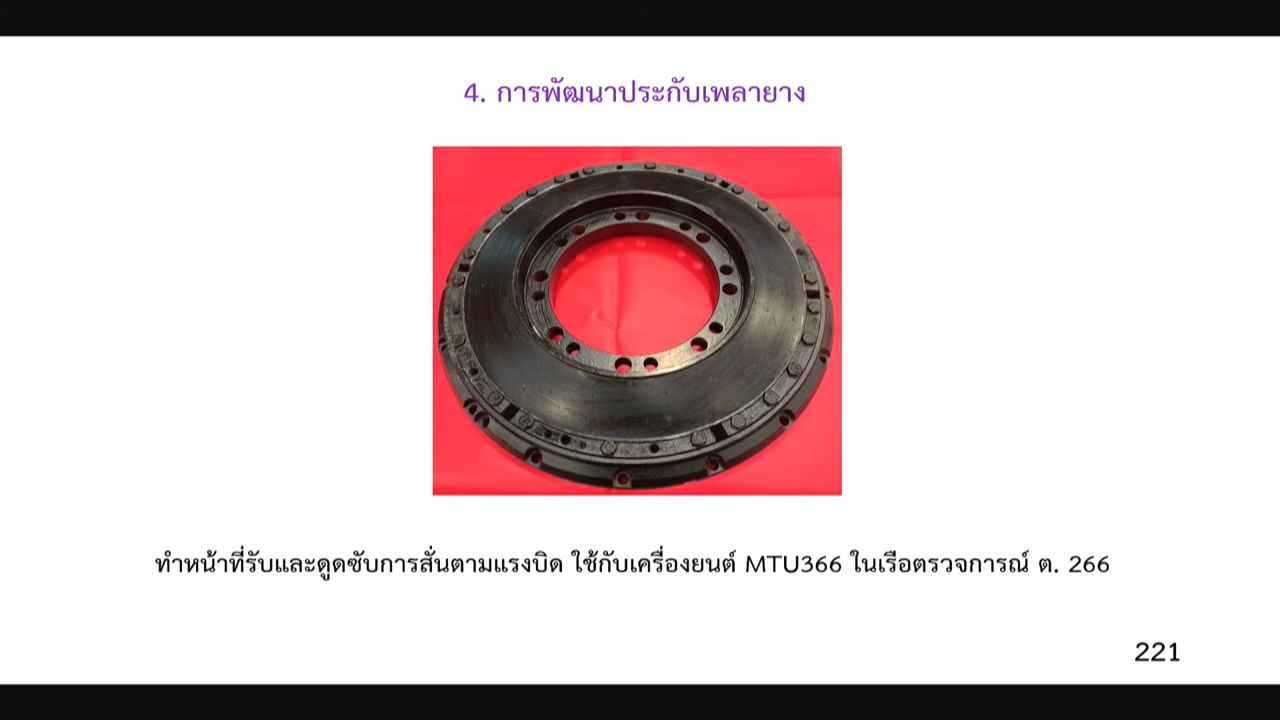 4. การพัฒนาประกับเพลายาง
ทำหน้าที่รับและดูดซับการสั่นตามแรงบิด ใช้กับเครื่องยนต์ MTU366 ในเรือตรวจการณ์ ต. 266
221